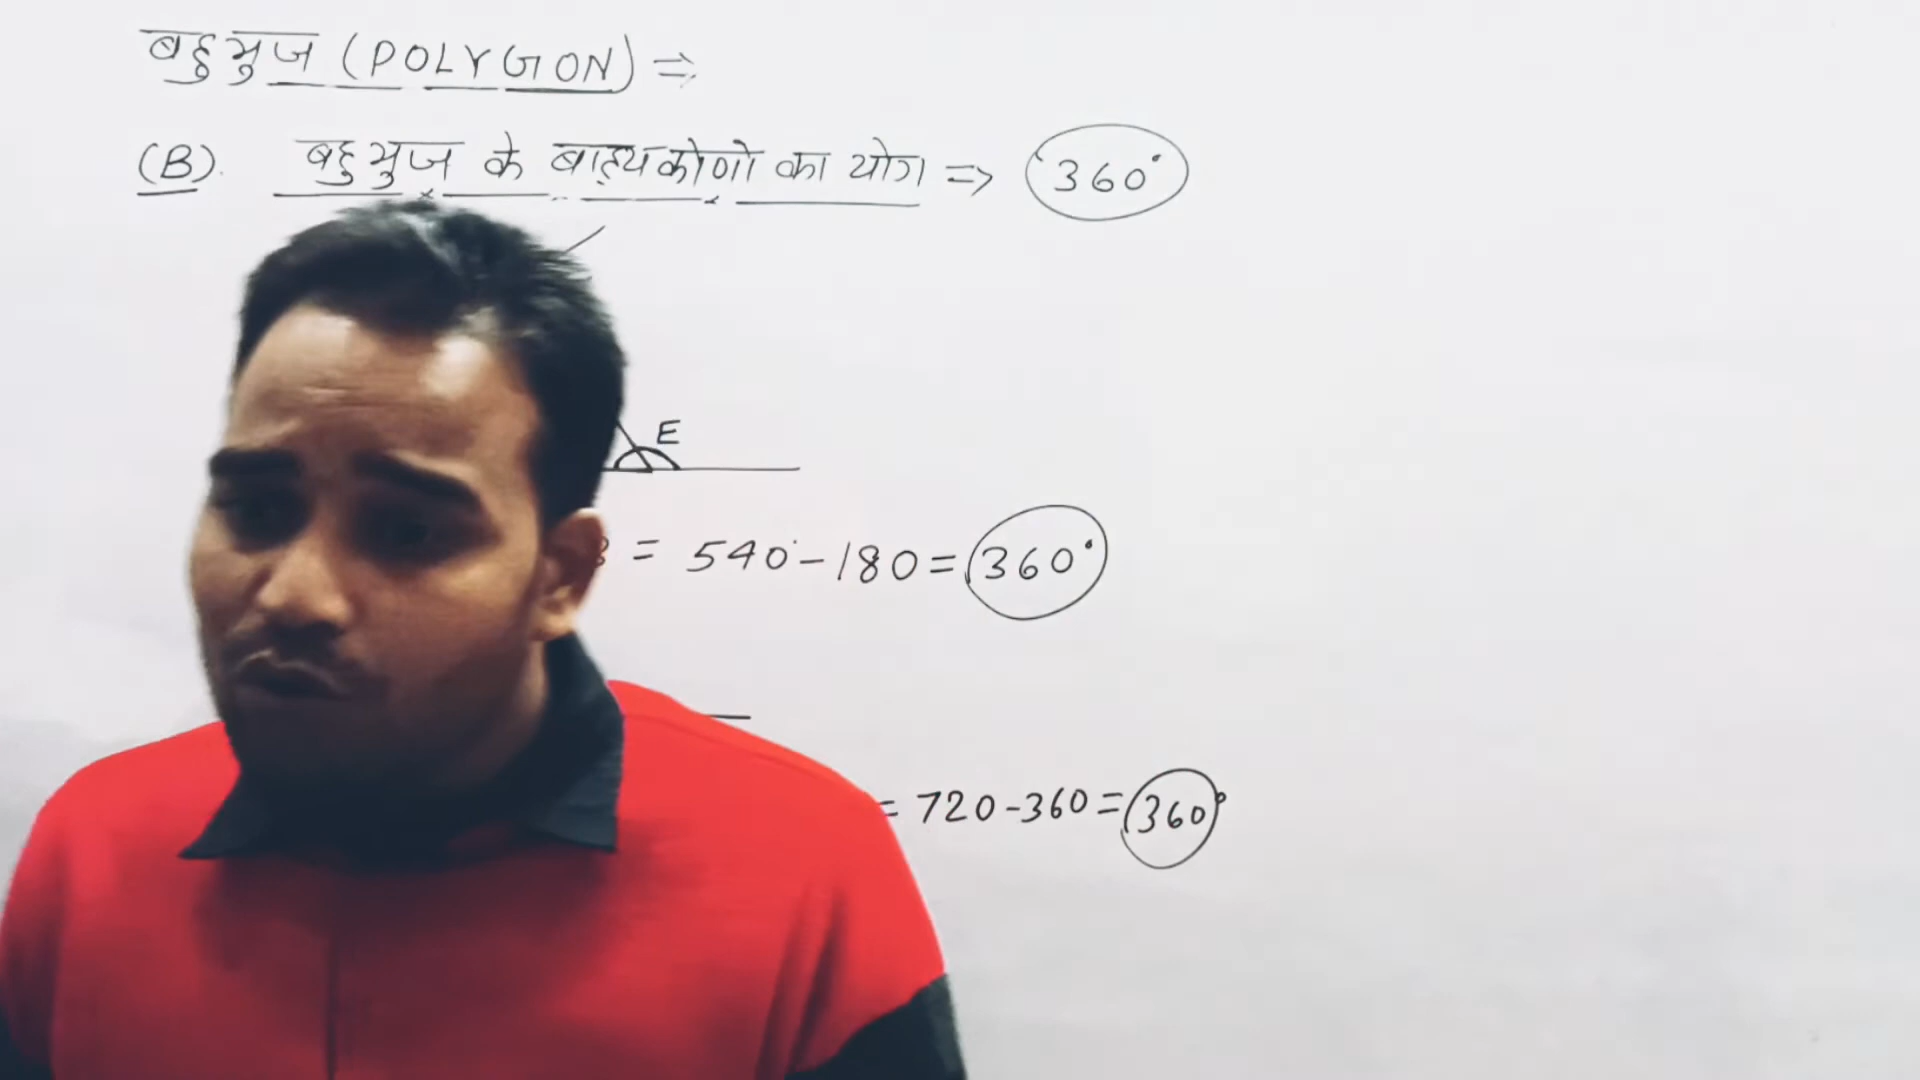 बहुभुज (POLYGON) ⇒
(B). बहुभुज के बाह्यकोणो का योग ⇒ 360°
E
= 540° - 180 = 360°
= 720 - 360 = 360°